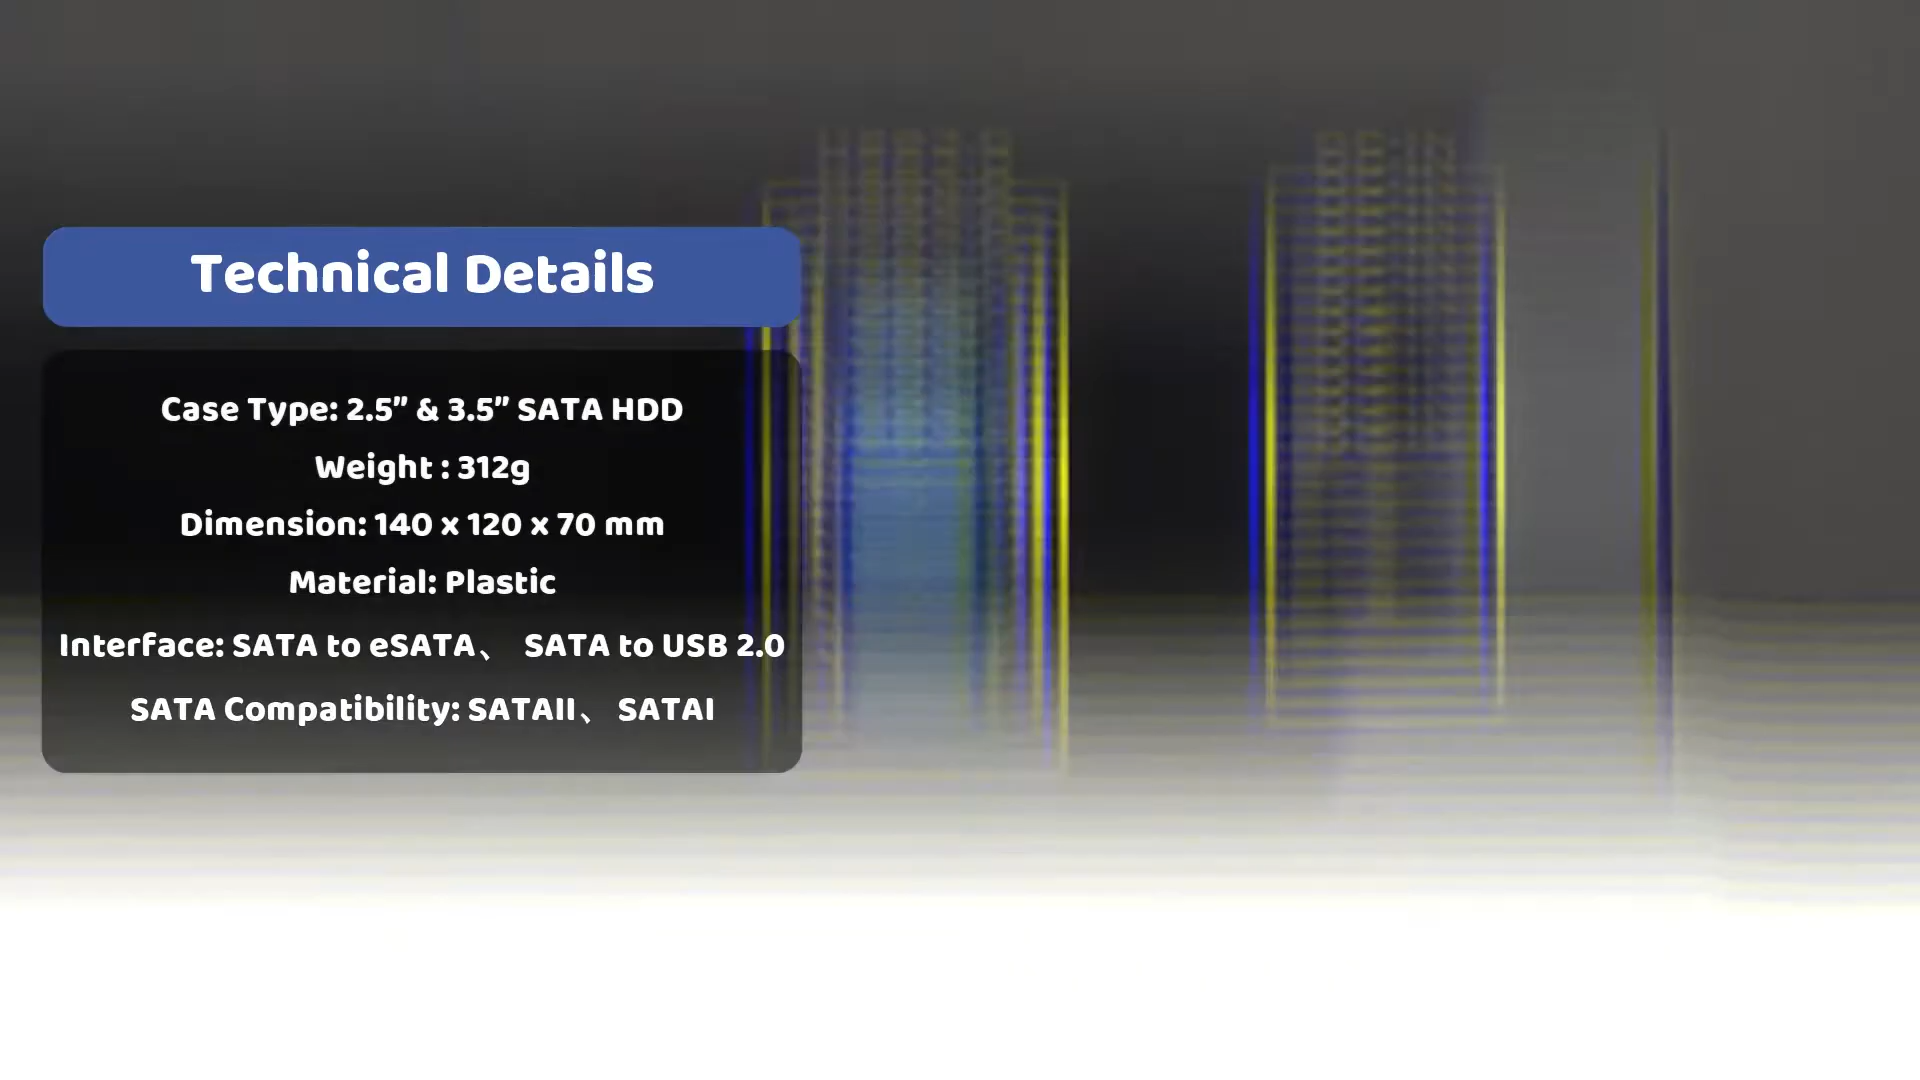 Technical Details
Case Type: 2.5” & 3.5” SATA HDD
Weight : 312g
Dimension: 140 x 120 x 70 mm
Material: Plastic
Interface: SATA to eSATA、 SATA to USB 2.0
SATA Compatibility: SATAII、 SATAI